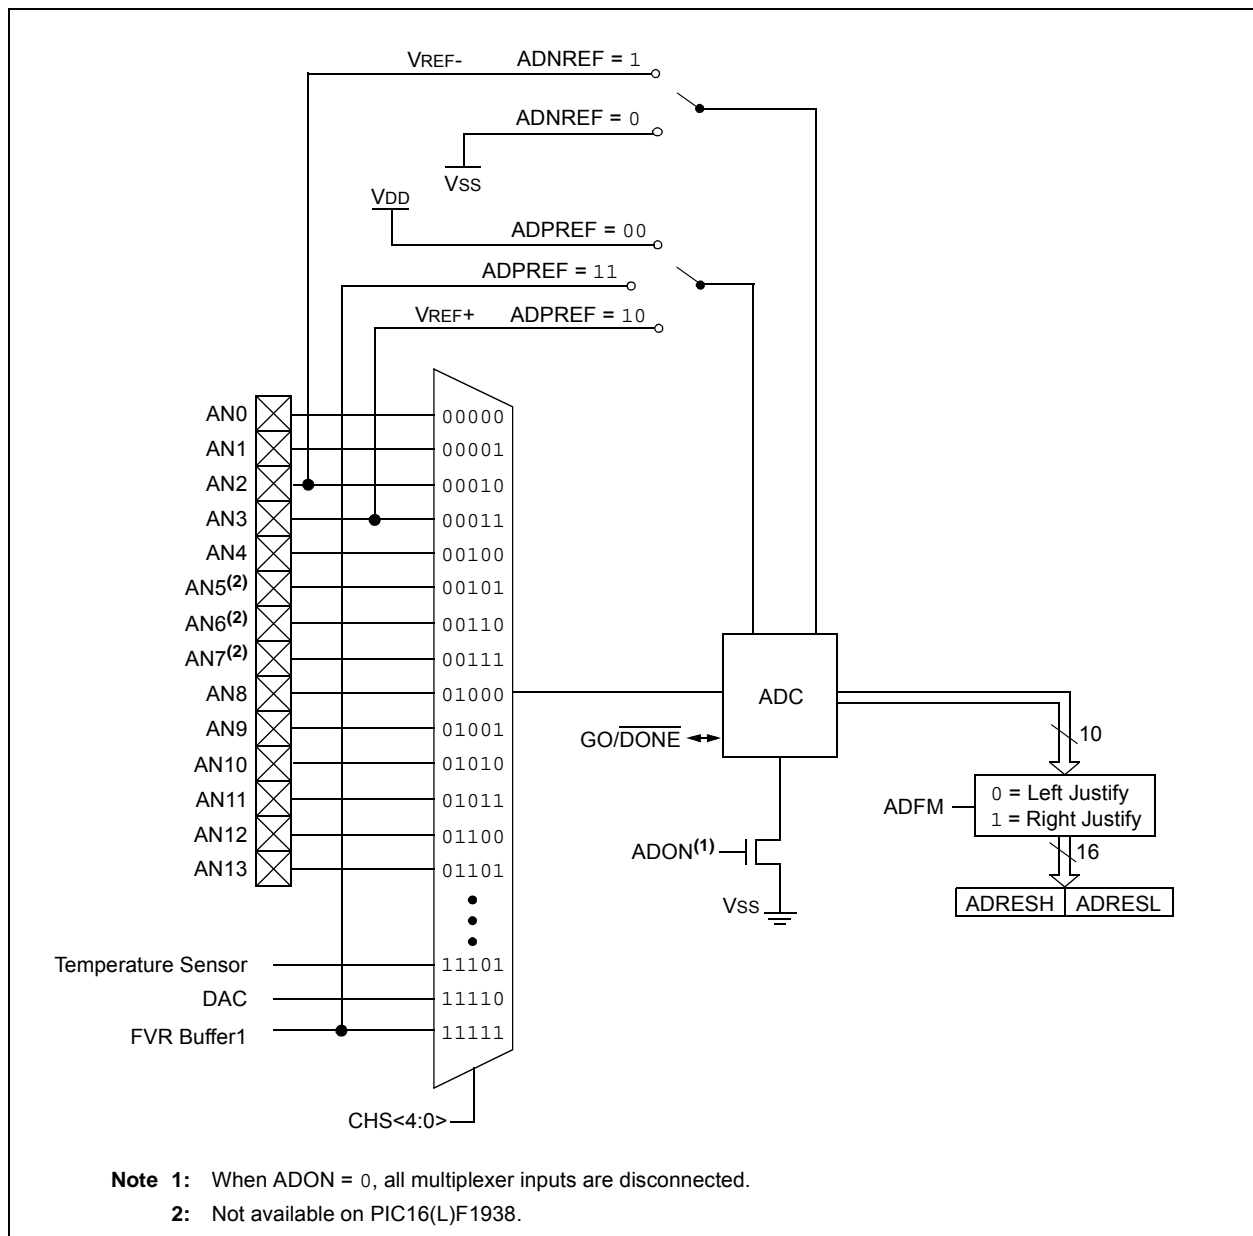 VREF- ADNREF = 1
ADNREF = 0
VSS
VDD
ADPREF = 00
ADPREF = 11
VREF+ ADPREF = 10
AN0 00000
AN1 00001
AN2 00010
AN3 00011
AN4 00100
AN5(2) 00101
AN6(2) 00110
AN7(2) 00111
AN8 01000
AN9 01001
AN10 01010
AN11 01011
AN12 01100
AN13 01101
Temperature Sensor 11101
DAC 11110
FVR Buffer1 11111
CHS<4:0>
ADC
GO/DONE
ADON(1)
VSS
10
ADFM
0 = Left Justify
1 = Right Justify
16
ADRESH ADRESL
Note 1: When ADON = 0, all multiplexer inputs are disconnected.
2: Not available on PIC16(L)F1938.